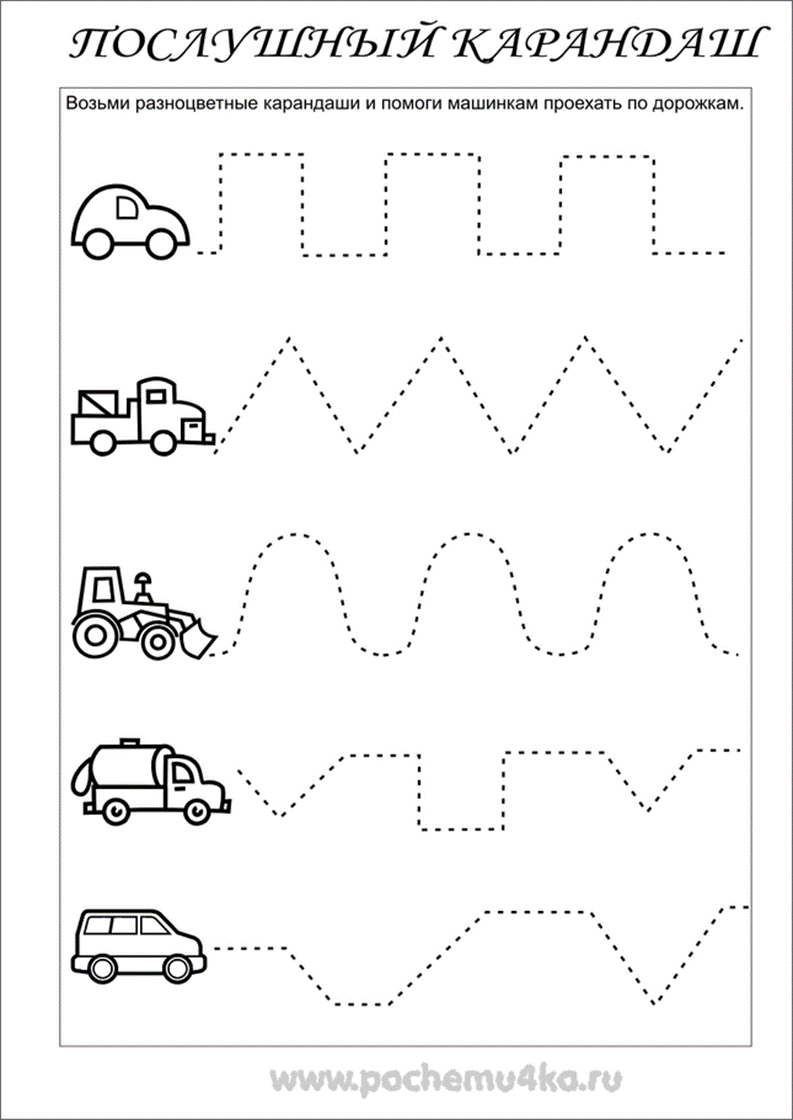 ПОСЛУШНЫЙ КАРАНДАШ
Возьми разноцветные карандаши и помоги машинкам проехать по дорожкам.
www.pochemu4ka.ru